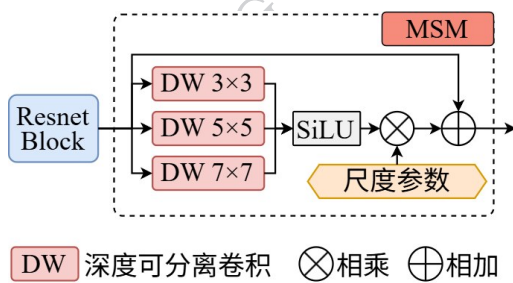 MSM
Resnet
Block
DW 3×3
DW 5×5
DW 7×7
SiLU
尺度参数
DW 深度可分离卷积 相乘 相加